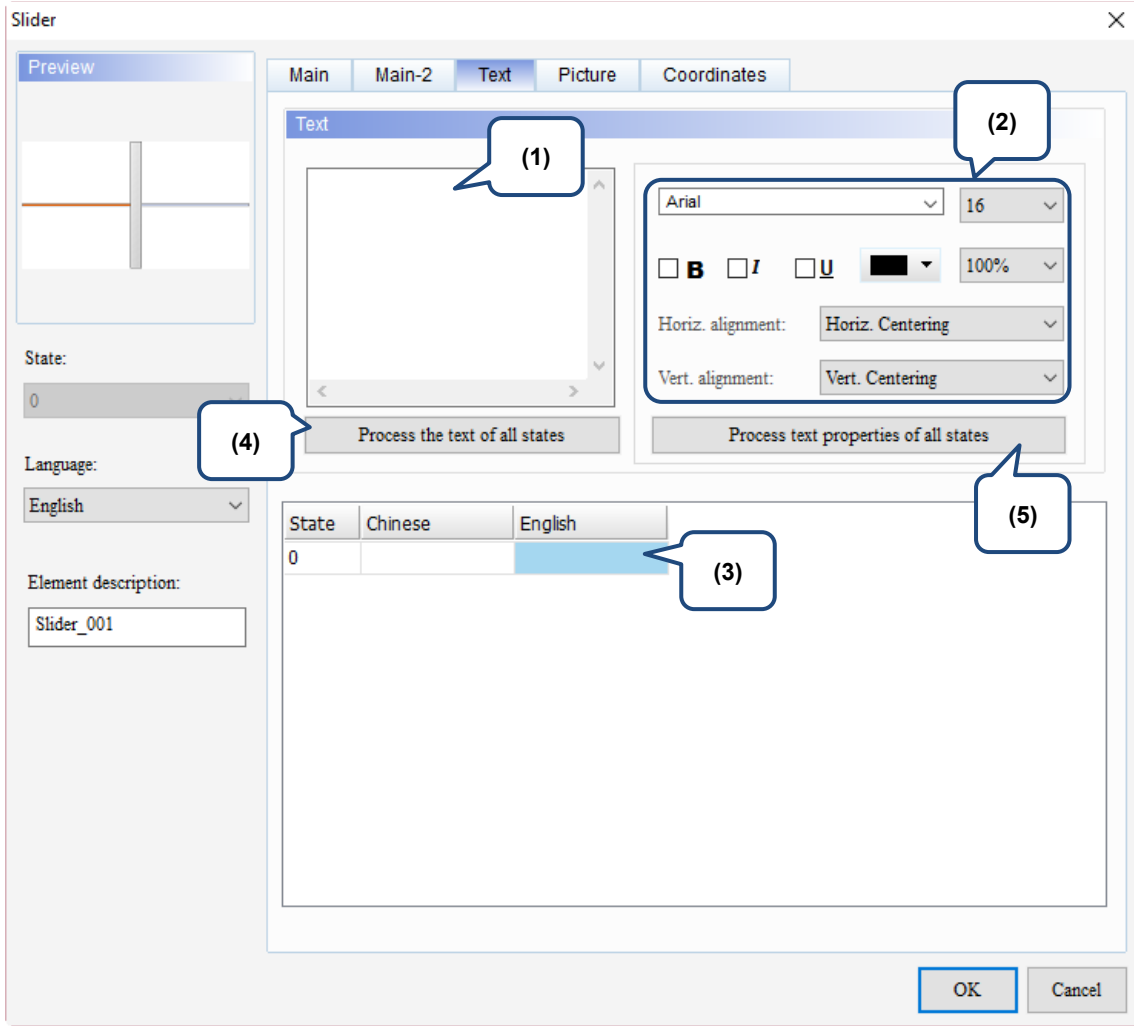 Slider
Preview
Main Main-2 Text Picture Coordinates
Text
(1)
(2)
Arial 16
B I U 100%
Horiz. alignment: Horiz. Centering
Vert. alignment: Vert. Centering
State:
0
(4)
Process the text of all states
Process text properties of all states
Language:
English
(5)
State Chinese English
0
(3)
Element description:
Slider_001
OK Cancel